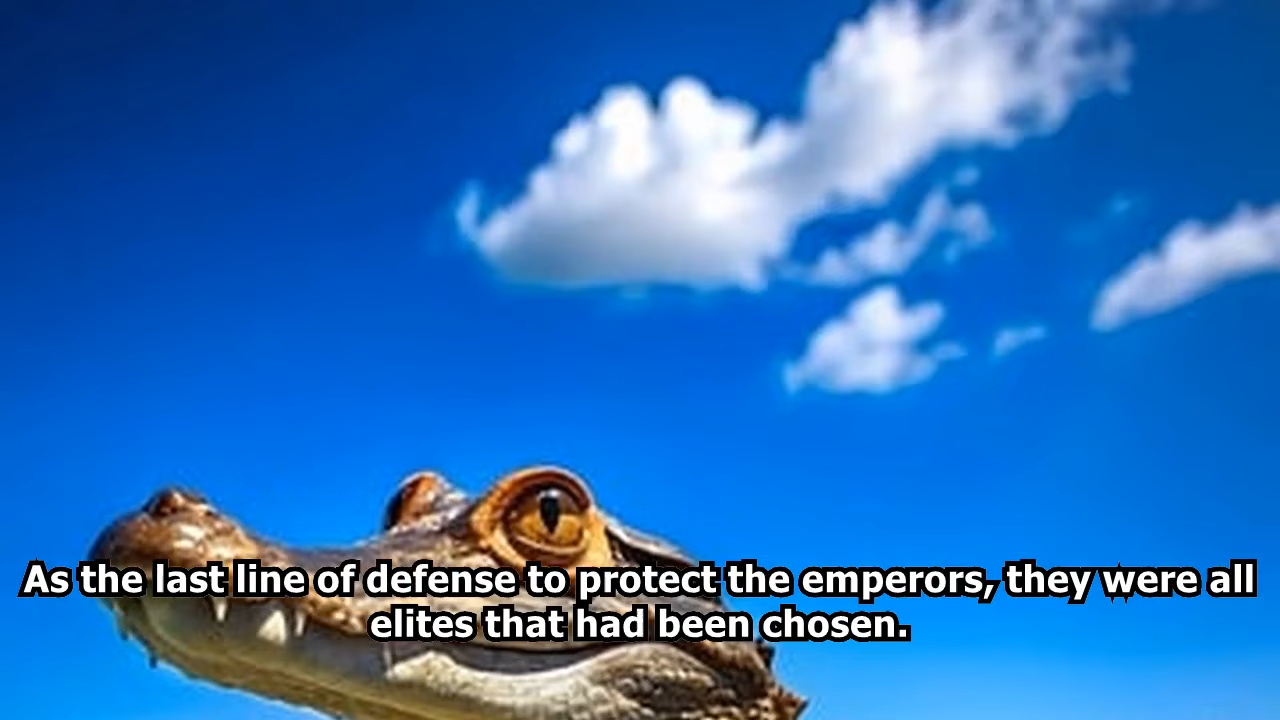 As the last line of defense to protect the emperors, they were all
elites that had been chosen.